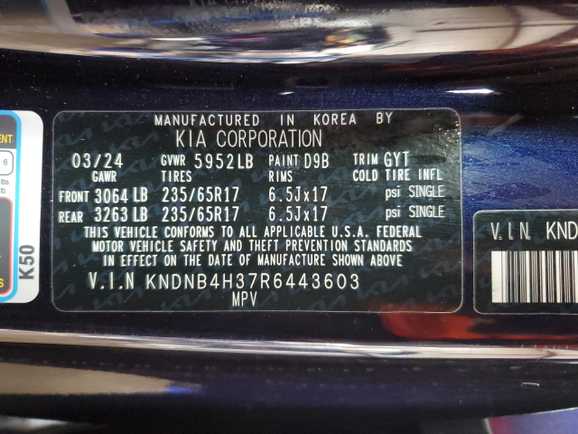 MANUFACTURED IN KOREA BY
KIA CORPORATION
03/24 GVWR 5952LB PAINT D9B TRIM GYT
GAWR TIRES RIMS COLD TIRE INFL
FRONT 3064 LB 235/65R17 6.5Jx17 psi SINGLE
REAR 3263 LB 235/65R17 6.5Jx17 psi SINGLE
THIS VEHICLE CONFORMS TO ALL APPLICABLE U.S.A. FEDERAL
MOTOR VEHICLE SAFETY AND THEFT PREVENTION STANDARDS
IN EFFECT ON THE DATE OF MANUFACTURE SHOWN ABOVE
V.I.N KNDNB4H37R6443603
MPV
K50
V.I.N. KND